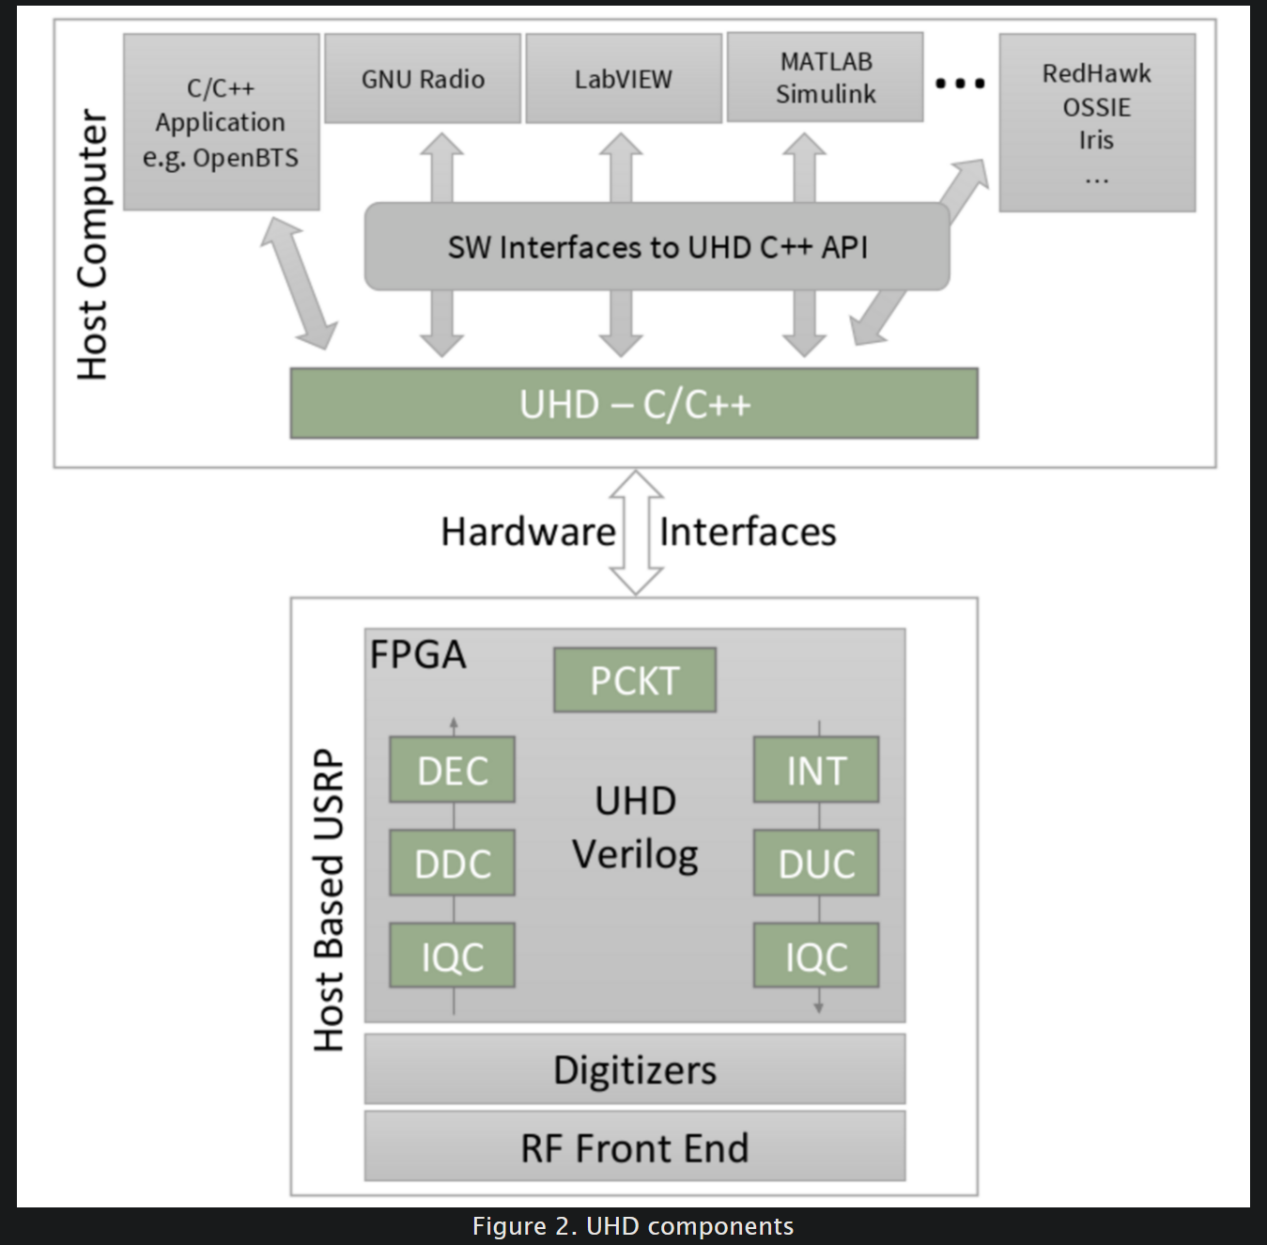 Host Computer
C/C++
Application
e.g. OpenBTS
GNU Radio
LabVIEW
MATLAB
Simulink
...
RedHawk
OSSIE
Iris
...
SW Interfaces to UHD C++ API
UHD – C/C++
Hardware Interfaces
Host Based USRP
FPGA
PCKT
DEC
DDC
IQC
UHD
Verilog
INT
DUC
IQC
Digitizers
RF Front End
Figure 2. UHD components